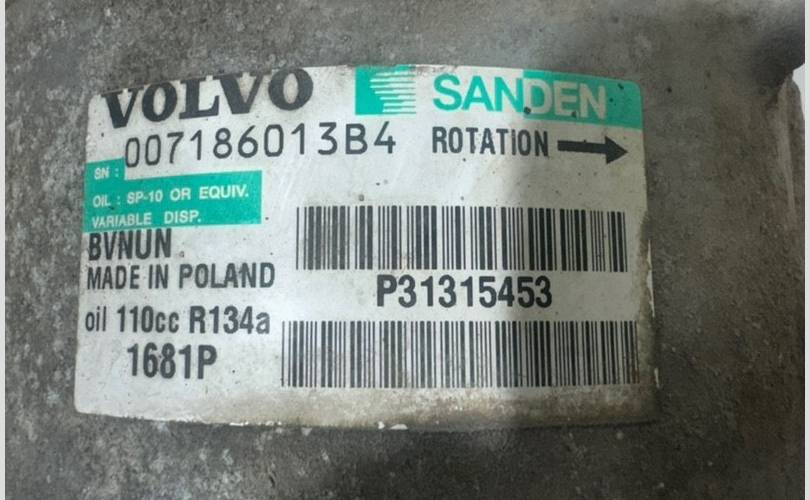 VOLVO SANDEN
007186013B4 ROTATION
SN :
OIL : SP-10 OR EQUIV.
VARIABLE DISP.
BVNUN
MADE IN POLAND
P31315453
oil 110cc R134a
1681P